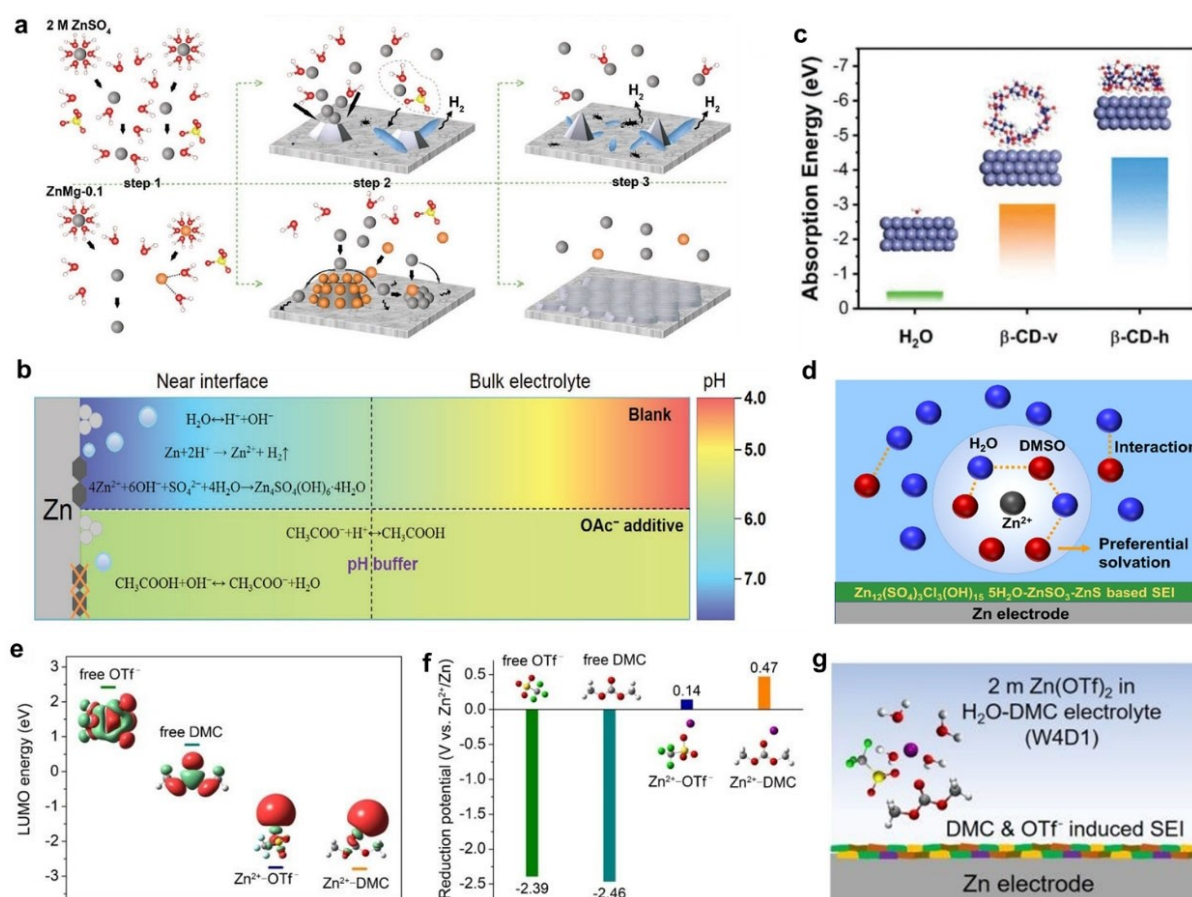 a
2 M ZnSO₄
H₂
H₂
H₂
step 1
step 2
step 3
ZnMg-0.1
b
Near interface
Bulk electrolyte
pH
4.0
5.0
6.0
7.0
Blank
H₂O↔H⁺+OH⁻
Zn+2H⁺ → Zn²⁺+ H₂↑
4Zn²⁺+6OH⁻+SO₄²⁻+4H₂O→Zn₄SO₄(OH)₆·4H₂O
Zn
OAc⁻ additive
CH₃COO⁻+H⁺↔CH₃COOH
pH buffer
CH₃COOH+OH⁻↔ CH₃COO⁻+H₂O
c
Absorption Energy (eV)
-7
-6
-5
-4
-3
-2
-1
0
H₂O
β-CD-v
β-CD-h
d
H₂O
DMSO
Interaction
Zn²⁺
Preferential
solvation
Zn₁₂(SO₄)₃Cl₃(OH)₁₅ 5H₂O-ZnSO₃-ZnS based SEI
Zn electrode
e
LUMO energy (eV)
3
2
1
0
-1
-2
-3
free OTf⁻
free DMC
Zn²⁺-OTf⁻
Zn²⁺-DMC
f
Reduction potential (V vs. Zn²⁺/Zn)
0.5
0.0
-0.5
-1.0
-1.5
-2.0
-2.5
free OTf⁻
free DMC
0.14
0.47
Zn²⁺-OTf⁻
Zn²⁺-DMC
-2.39
-2.46
g
2 m Zn(OTf)₂ in
H₂O-DMC electrolyte
(W4D1)
DMC & OTf⁻ induced SEI
Zn electrode